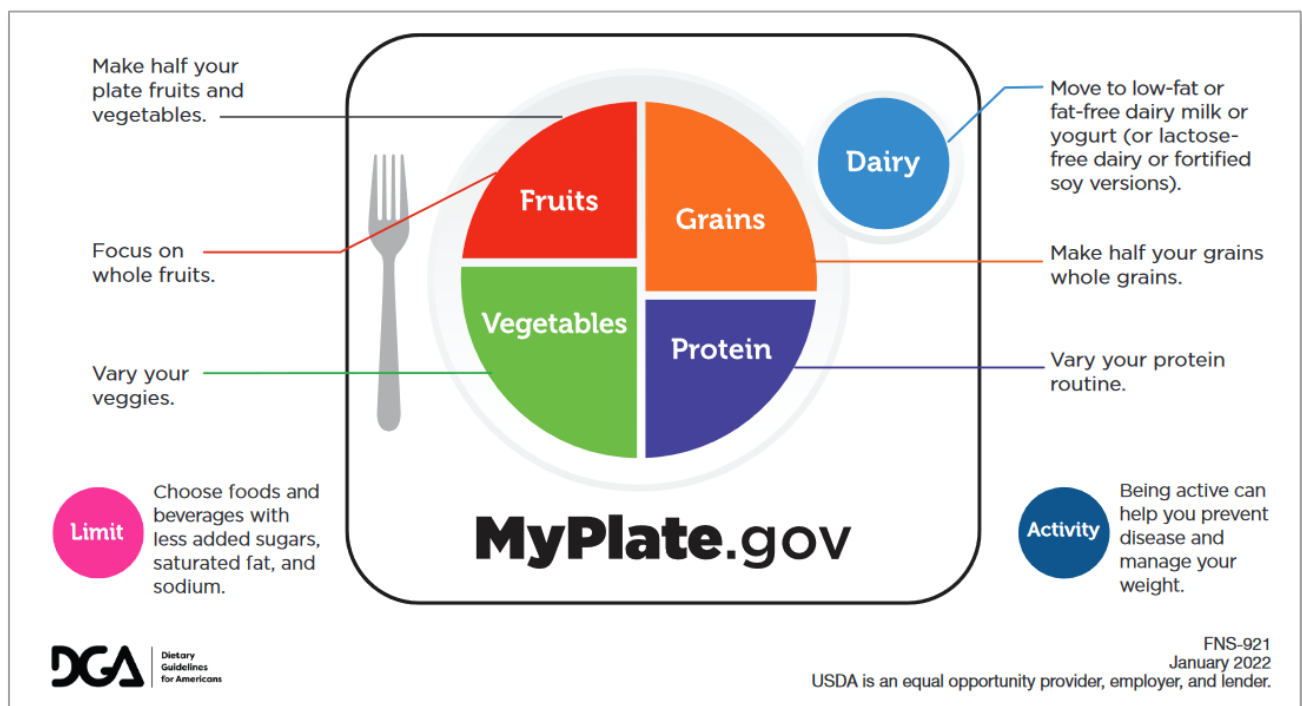 Make half your
plate fruits and
vegetables.
Focus on
whole fruits.
Vary your
veggies.
Fruits
Grains
Dairy
Vegetables
Protein
Move to low-fat or
fat-free dairy milk or
yogurt (or lactose-
free dairy or fortified
soy versions).
Make half your grains
whole grains.
Vary your protein
routine.
Limit
Choose foods and
beverages with
less added sugars,
saturated fat, and
sodium.
MyPlate.gov
Activity
Being active can
help you prevent
disease and
manage your
weight.
DGA
Dietary
Guidelines
for Americans
FNS-921
January 2022
USDA is an equal opportunity provider, employer, and lender.